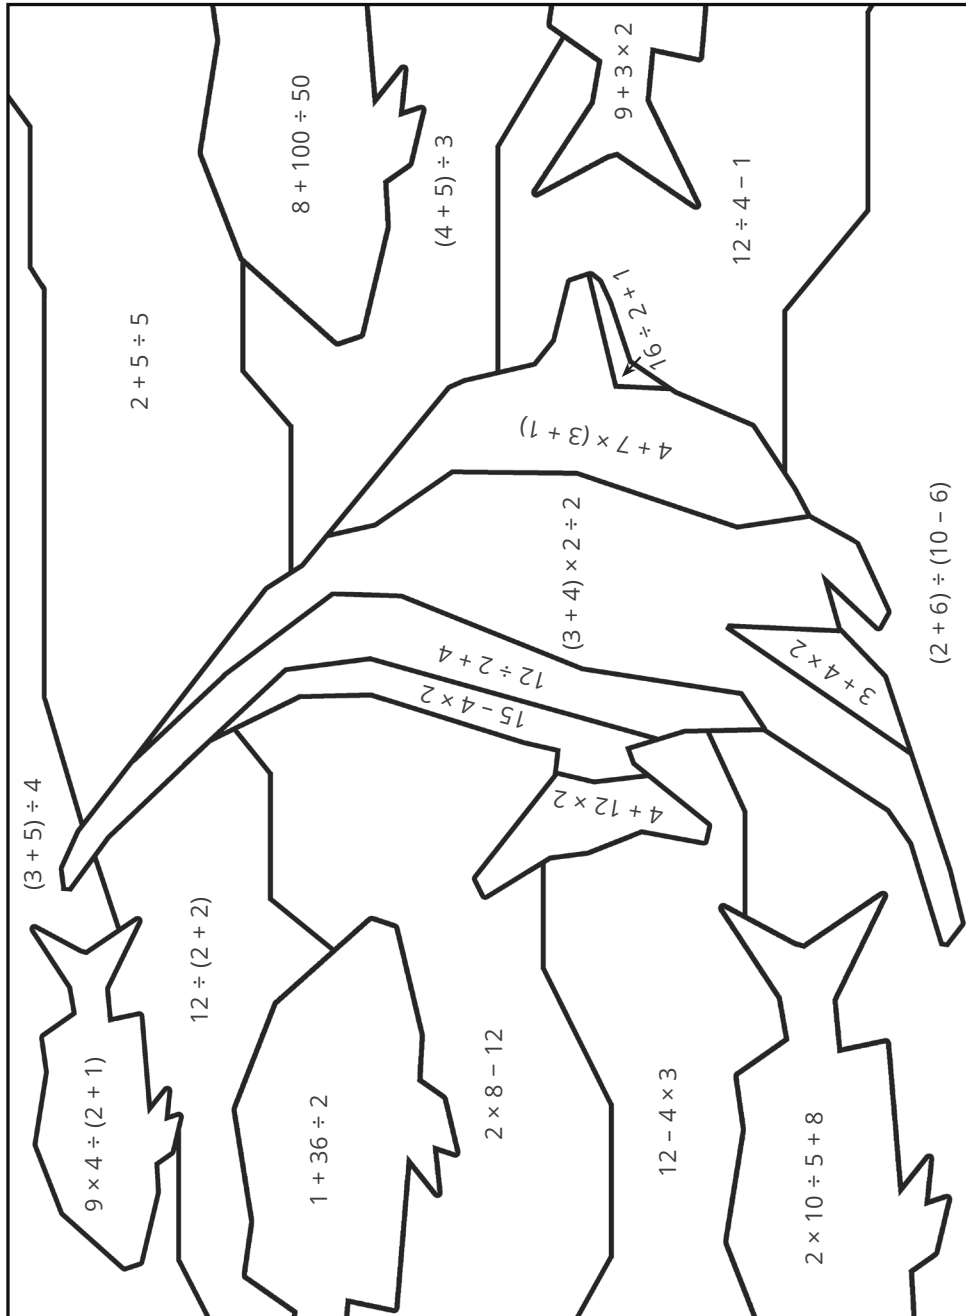 (3 + 5) ÷ 4
2 + 5 ÷ 5
8 + 100 ÷ 50
(4 + 5) ÷ 3
9 + 3 × 2
12 ÷ 4 − 1
16 ÷ 2 + 1
4 + 7 × (3 + 1)
(3 + 4) × 2 ÷ 2
12 ÷ 2 + 4
15 − 4 × 2
3 + 4 × 2
4 + 12 × 2
(2 + 6) ÷ (10 − 6)
9 × 4 ÷ (2 + 1)
12 ÷ (2 + 2)
1 + 36 ÷ 2
2 × 8 − 12
12 − 4 × 3
2 × 10 ÷ 5 + 8